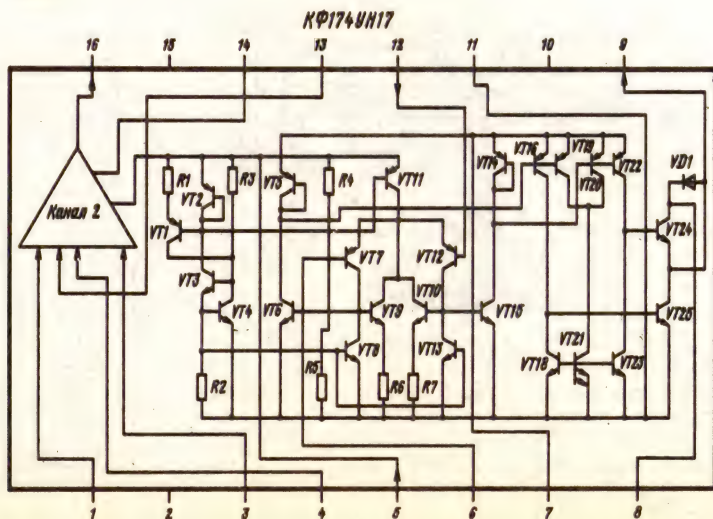 КФ174УН17
16 15 14 13 12 11 10 9
Канал 2
R1
VT2
R3
VT5
R4
VT11
VT14
VT16
VT19
VT20
VT22
VD1
VT1
VT7
VT12
VT24
VT3
VT10
VT4
VT6
VT9
VT15
VT25
VT8
VT13
VT21
VT18
VT23
R2
R5
R6
R7
1 2 3 4 5 6 7 8